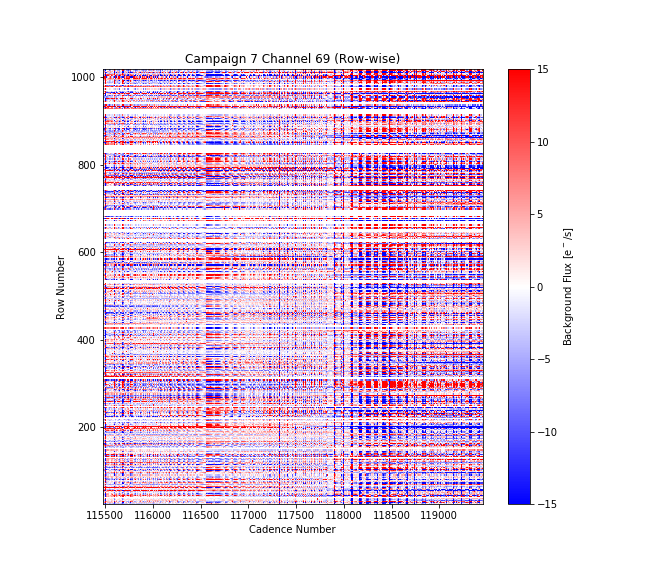 Campaign 7 Channel 69 (Row-wise)
1000
800
600
400
200
Row Number
115500 116000 116500 117000 117500 118000 118500 119000
Cadence Number
15
10
5
0
−5
−10
−15
Background Flux [e⁻/s]